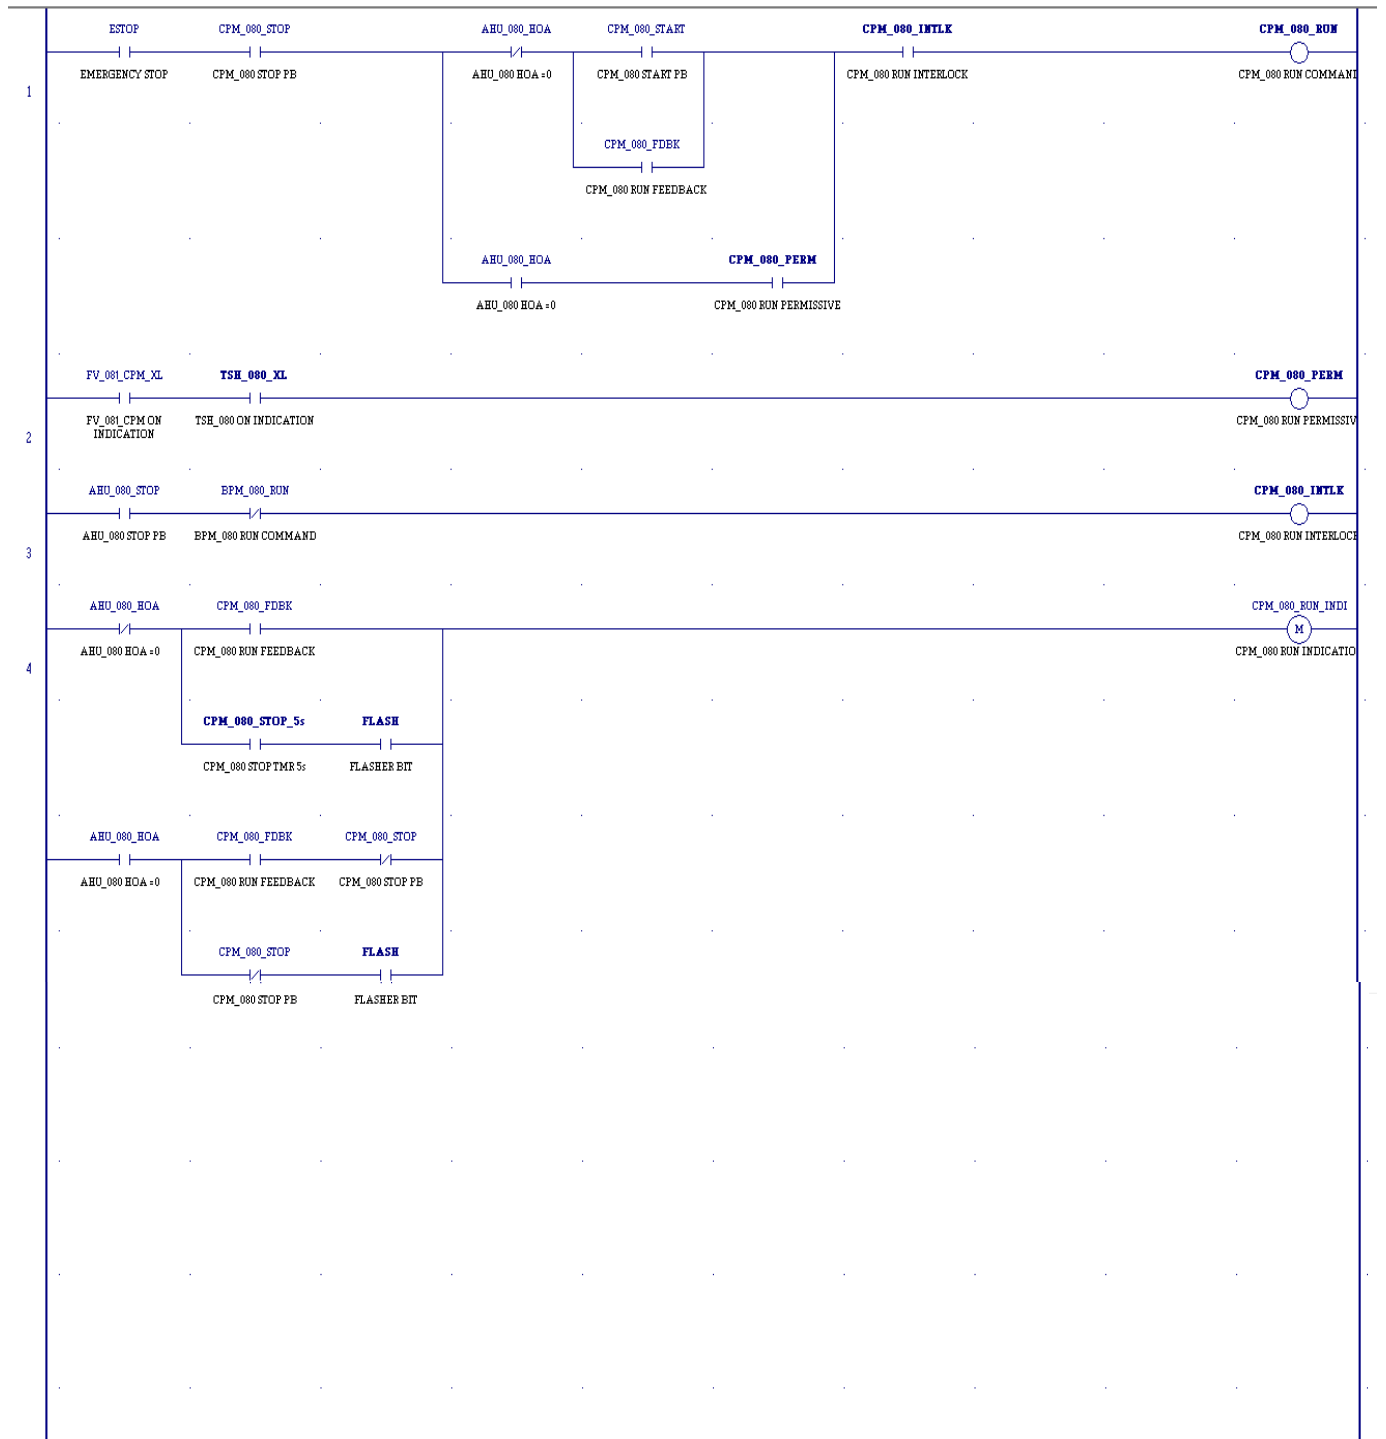 ESTOP CPM_080_STOP AHU_080_HOA CPM_080_START CPM_080_INTLK CPM_080_RUN
EMERGENCY STOP CPM_080 STOP PB AHU_080 HOA =0 CPM_080 START PB CPM_080 RUN INTERLOCK CPM_080 RUN COMMAND
1
CPM_080_FDBK
CPM_080 RUN FEEDBACK
AHU_080_HOA CPM_080_PERM
AHU_080 HOA =0 CPM_080 RUN PERMISSIVE
FV_081_CPM_XL TSH_080_XL CPM_080_PERM
FV_081_CPM ON TSH_080 ON INDICATION CPM_080 RUN PERMISSIV
INDICATION
2
AHU_080_STOP BPM_080_RUN CPM_080_INTLK
AHU_080 STOP PB BPM_080 RUN COMMAND CPM_080 RUN INTERLOCK
3
AHU_080_HOA CPM_080_FDBK CPM_080_RUN_INDI
M
AHU_080 HOA =0 CPM_080 RUN FEEDBACK CPM_080 RUN INDICATIO
4
CPM_080_STOP_5s FLASH
CPM_080 STOP TMR 5s FLASHER BIT
AHU_080_HOA CPM_080_FDBK CPM_080_STOP
AHU_080 HOA =0 CPM_080 RUN FEEDBACK CPM_080 STOP PB
CPM_080_STOP FLASH
CPM_080 STOP PB FLASHER BIT